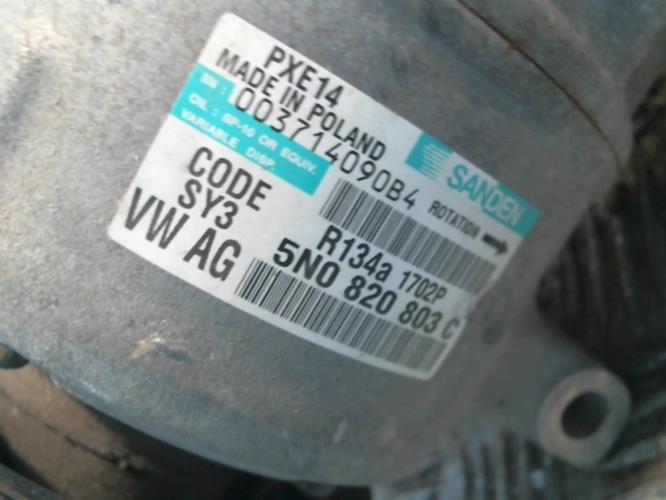 PXE14
MADE IN POLAND
SANDEN
SN : 003714090B4
ROTATION
OIL : SP-10 OR EQUIV.
VARIABLE DISP.
CODE
SY3
R134a 1702P
VW AG
5N0 820 803 C